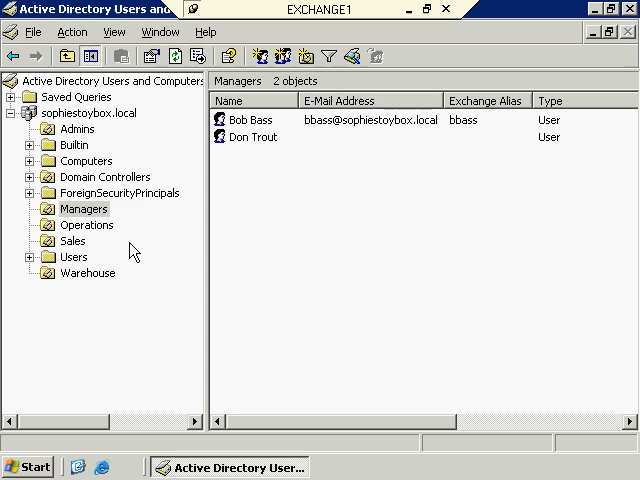 Active Directory Users and
EXCHANGE1
File Action View Window Help
Active Directory Users and Computers
Saved Queries
sophiestoybox.local
Admins
Builtin
Computers
Domain Controllers
ForeignSecurityPrincipals
Managers
Operations
Sales
Users
Warehouse
Managers 2 objects
Name E-Mail Address Exchange Alias Type
Bob Bass bbass@sophiestoybox.local bbass User
Don Trout User
Start Active Directory User...